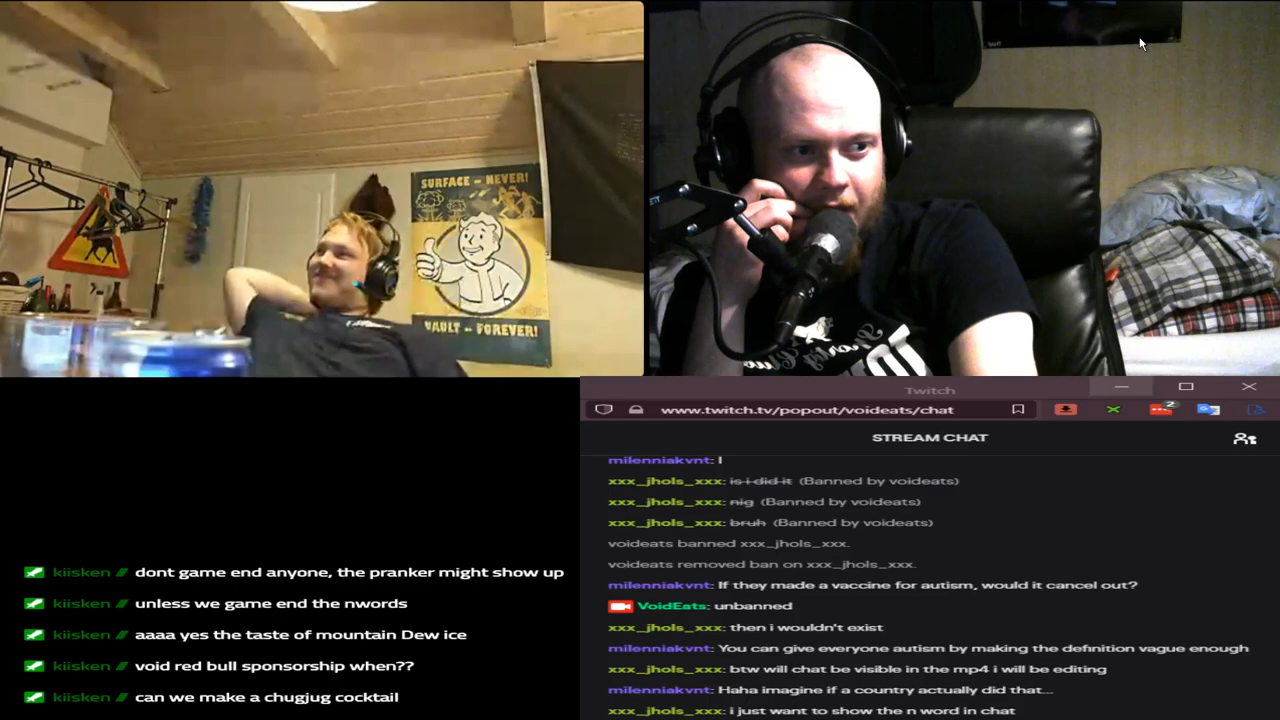 SURFACE - NEVER!
VAULT - FOREVER!
Twitch
www.twitch.tv/popout/voideats/chat
2
STREAM CHAT
milenniakvnt: I
xxx_jhols_xxx: is i did it (Banned by voideats)
xxx_jhols_xxx: nig (Banned by voideats)
xxx_jhols_xxx: bruh (Banned by voideats)
voideats banned xxx_jhols_xxx.
voideats removed ban on xxx_jhols_xxx.
milenniakvnt: If they made a vaccine for autism, would it cancel out?
VoidEats: unbanned
xxx_jhols_xxx: then i wouldn't exist
milenniakvnt: You can give everyone autism by making the definition vague enough
xxx_jhols_xxx: btw will chat be visible in the mp4 i will be editing
milenniakvnt: Haha imagine if a country actually did that...
xxx_jhols_xxx: i just want to show the n word in chat
kiisken // dont game end anyone, the pranker might show up
kiisken // unless we game end the nwords
kiisken // aaaa yes the taste of mountain Dew ice
kiisken // void red bull sponsorship when??
kiisken // can we make a chugjug cocktail